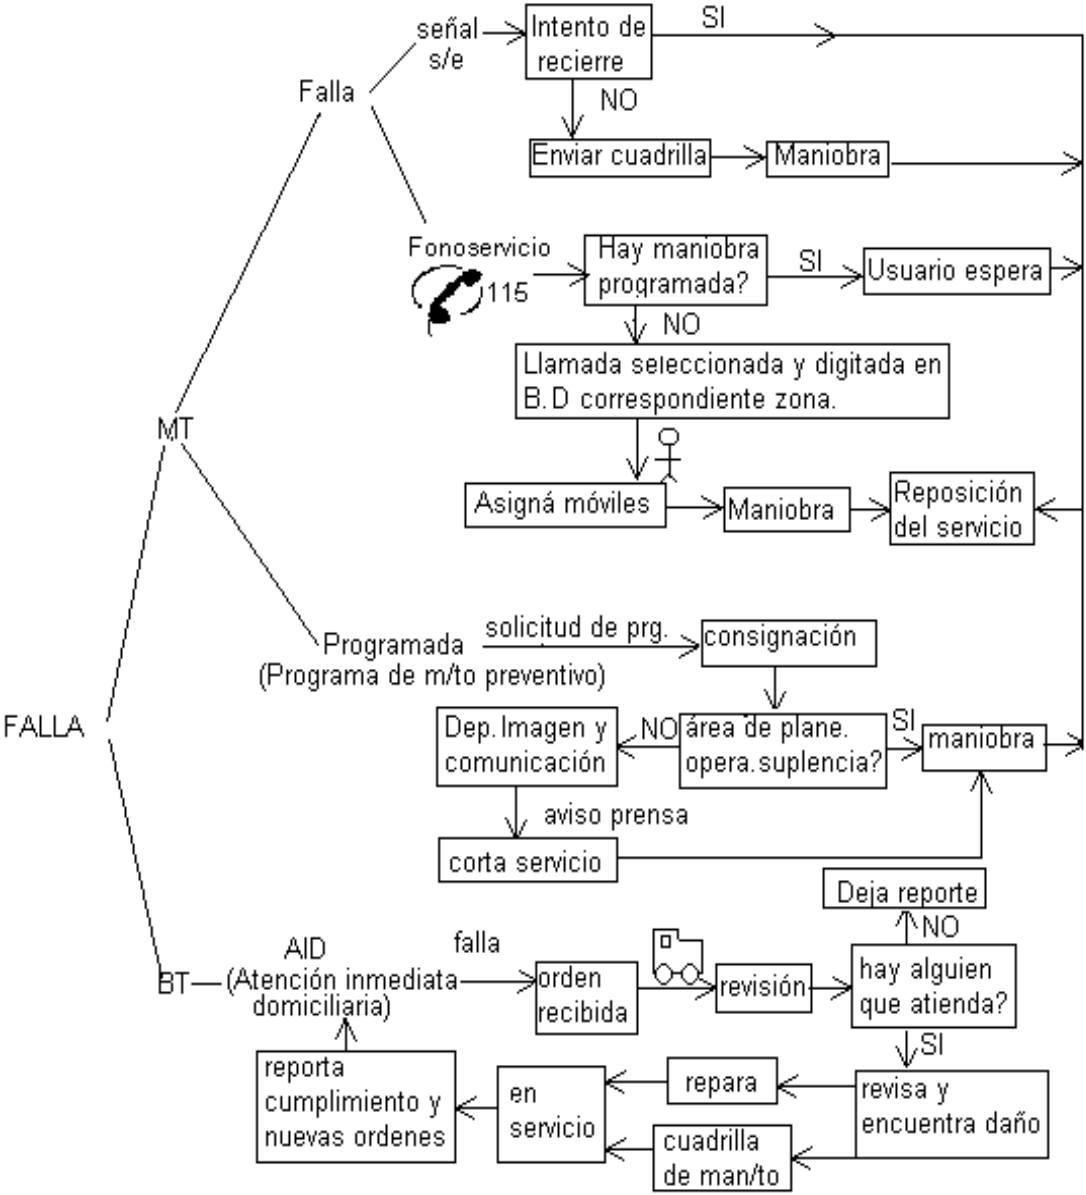 señal
s/e
Intento de
recierre
SI
Falla
NO
Enviar cuadrilla
Maniobra
Fonoservicio
115
Hay maniobra
programada?
SI
Usuario espera
NO
Llamada seleccionada y digitada en
B.D correspondiente zona.
MT
Asigná móviles
Maniobra
Reposición
del servicio
Programada
(Programa de m/to preventivo)
solicitud de prg.
consignación
FALLA
Dep. Imagen y
comunicación
NO
área de plane.
opera.suplencia?
SI
maniobra
aviso prensa
corta servicio
Deja reporte
NO
BT
AID
(Atención inmediata
domiciliaria)
falla
orden
recibida
revisión
hay alguien
que atienda?
SI
reporta
cumplimiento y
nuevas ordenes
en
servicio
repara
cuadrilla
de man/to
revisa y
encuentra daño